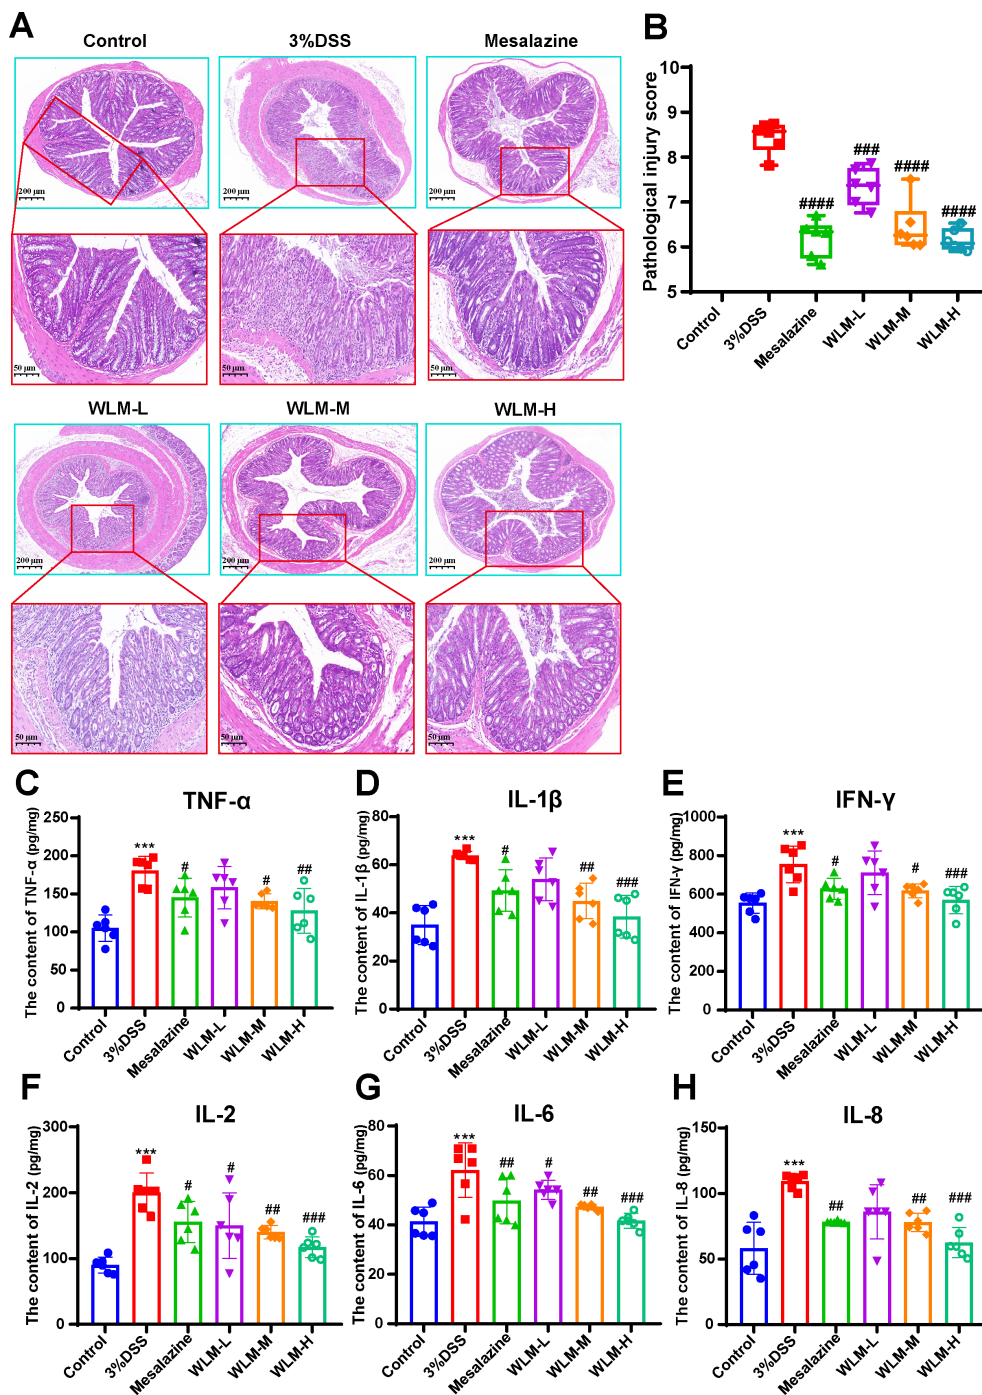 A
Control
3%DSS
Mesalazine
200 μm
200 μm
200 μm
50 μm
50 μm
50 μm
WLM-L
WLM-M
WLM-H
200 μm
200 μm
200 μm
50 μm
50 μm
50 μm
B
Pathological injury score
10
9
8
7
6
5
####
###
####
####
Control
3%DSS
Mesalazine
WLM-L
WLM-M
WLM-H
C
TNF-α
The content of TNF-α (pg/mg)
250
200
150
100
50
0
***
#
#
##
Control
3%DSS
Mesalazine
WLM-L
WLM-M
WLM-H
D
IL-1β
The content of IL-1β (pg/mg)
80
60
40
20
0
***
#
##
###
Control
3%DSS
Mesalazine
WLM-L
WLM-M
WLM-H
E
IFN-γ
The content of IFN-γ (pg/mg)
1000
800
600
400
200
0
***
#
#
###
Control
3%DSS
Mesalazine
WLM-L
WLM-M
WLM-H
F
IL-2
The content of IL-2 (pg/mg)
300
200
100
0
***
#
#
##
###
Control
3%DSS
Mesalazine
WLM-L
WLM-M
WLM-H
G
IL-6
The content of IL-6 (pg/mg)
80
60
40
20
0
***
##
#
##
###
Control
3%DSS
Mesalazine
WLM-L
WLM-M
WLM-H
H
IL-8
The content of IL-8 (pg/mg)
150
100
50
0
***
##
##
###
Control
3%DSS
Mesalazine
WLM-L
WLM-M
WLM-H